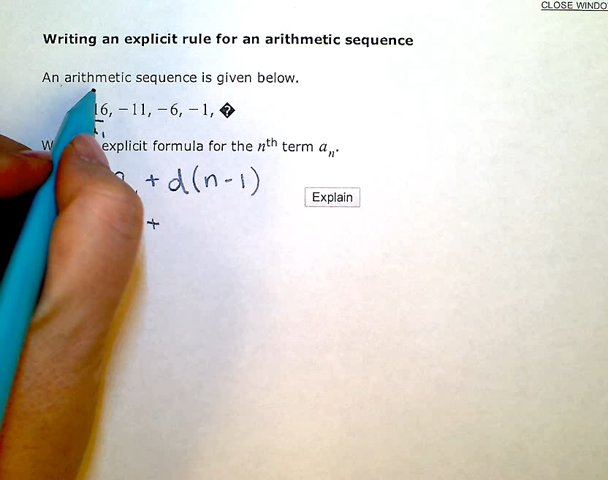 CLOSE WINDO
Writing an explicit rule for an arithmetic sequence
An arithmetic sequence is given below.
16, −11, −6, −1, �
W explicit formula for the nth term an.
+ d(n-1)
Explain
+